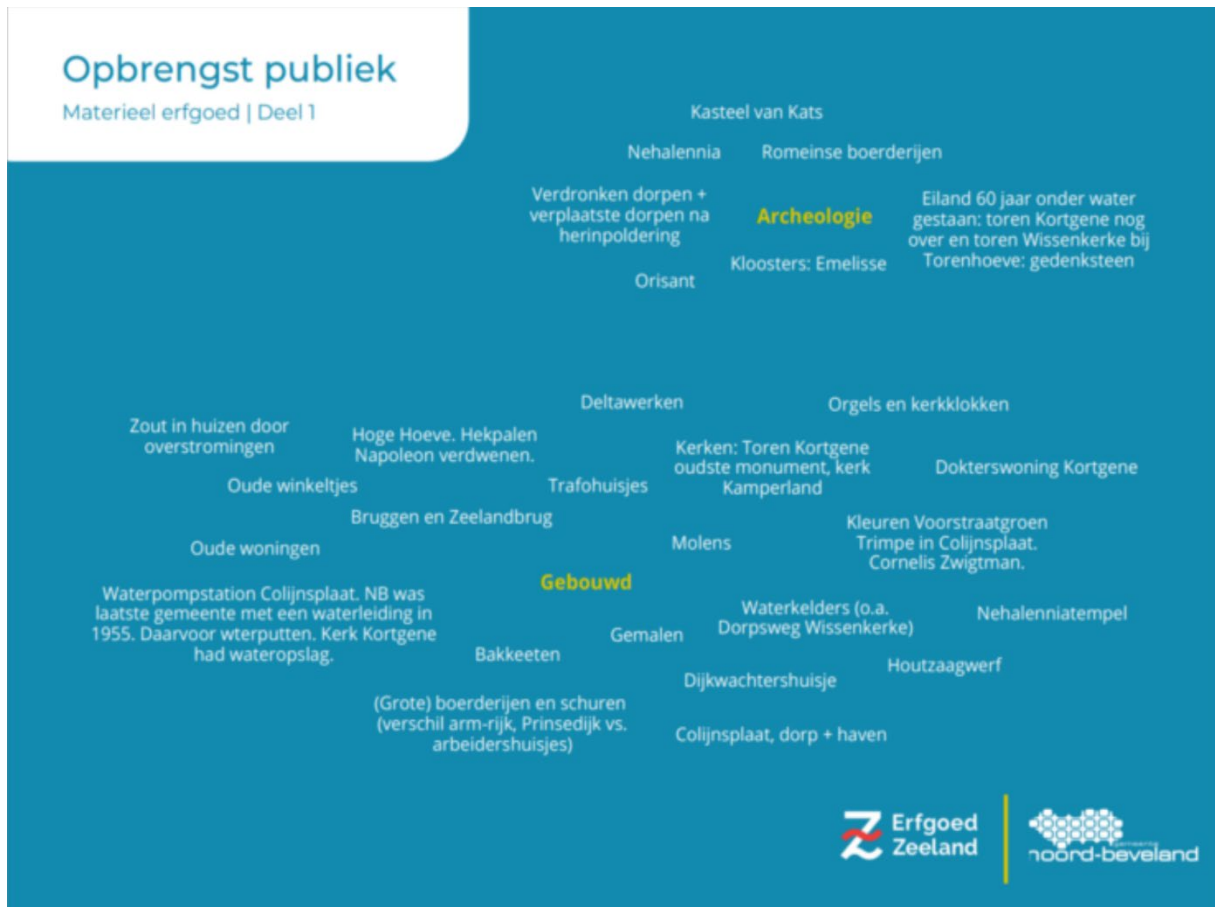 Opbrengst publiek
Materieel erfgoed | Deel 1
Kasteel van Kats
Nehalennia
Romeinse boerderijen
Verdronken dorpen +
verplaatste dorpen na
herinpoldering
Archeologie
Eiland 60 jaar onder water
gestaan: toren Kortgene nog
over en toren Wissenkerke bij
Torenhoeve: gedenksteen
Kloosters: Emelisse
Orisant
Deltawerken
Orgels en kerkklokken
Zout in huizen door
overstromingen
Hoge Hoeve. Hekpalen
Napoleon verdwenen.
Kerken: Toren Kortgene
oudste monument, kerk
Kamperland
Dokterswoning Kortgene
Oude winkeltjes
Trafohuisjes
Bruggen en Zeelandbrug
Kleuren Voorstraatgroen
Trimpe in Colijnsplaat.
Cornelis Zwigtman.
Oude woningen
Molens
Gebouwd
Waterpompstation Colijnsplaat. NB was
laatste gemeente met een waterleiding in
1955. Daarvoor wterputten. Kerk Kortgene
had wateropslag.
Waterkelders (o.a.
Dorpsweg Wissenkerke)
Nehalenniatempel
Gemalen
Bakkeeten
Houtzaagwerf
Dijkwachtershuisje
(Grote) boerderijen en schuren
(verschil arm-rijk, Prinsedijk vs.
arbeidershuisjes)
Colijnsplaat, dorp + haven
Erfgoed
Zeeland
gemeente
noord-beveland